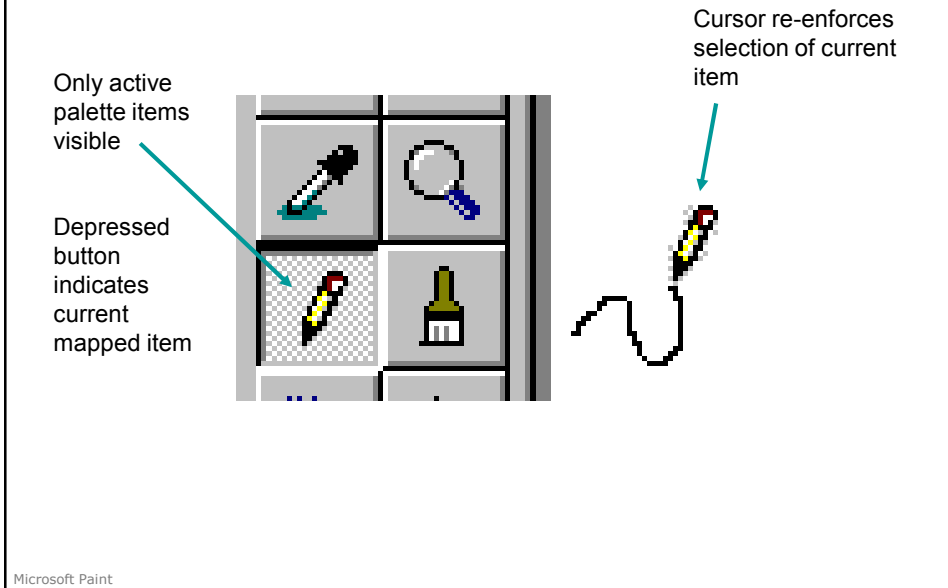 Cursor re-enforces
selection of current
item
Only active
palette items
visible
Depressed
button
indicates
current
mapped item
Microsoft Paint